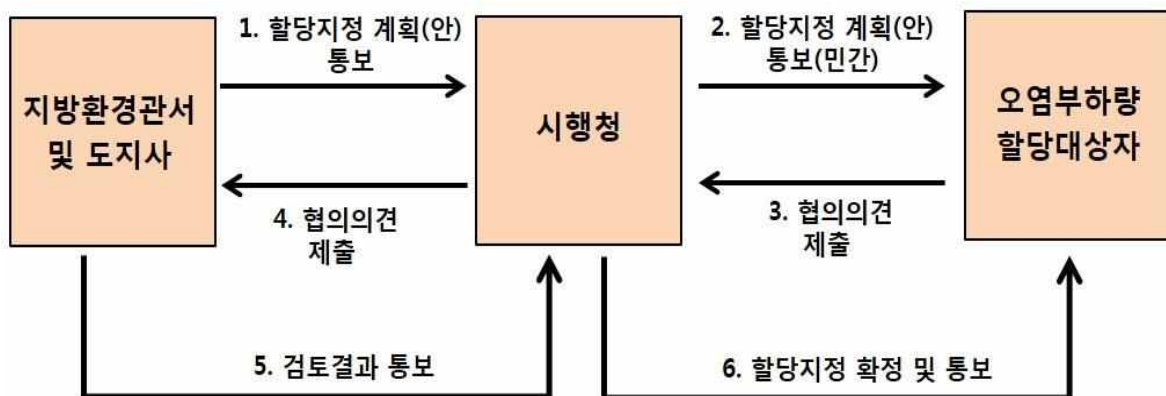 1. 할당지정 계획(안)
통보
2. 할당지정 계획(안)
통보(민간)
지방환경관서
및 도지사
시행청
오염부하량
할당대상자
4. 협의의견
제출
3. 협의의견
제출
5. 검토결과 통보
6. 할당지정 확정 및 통보